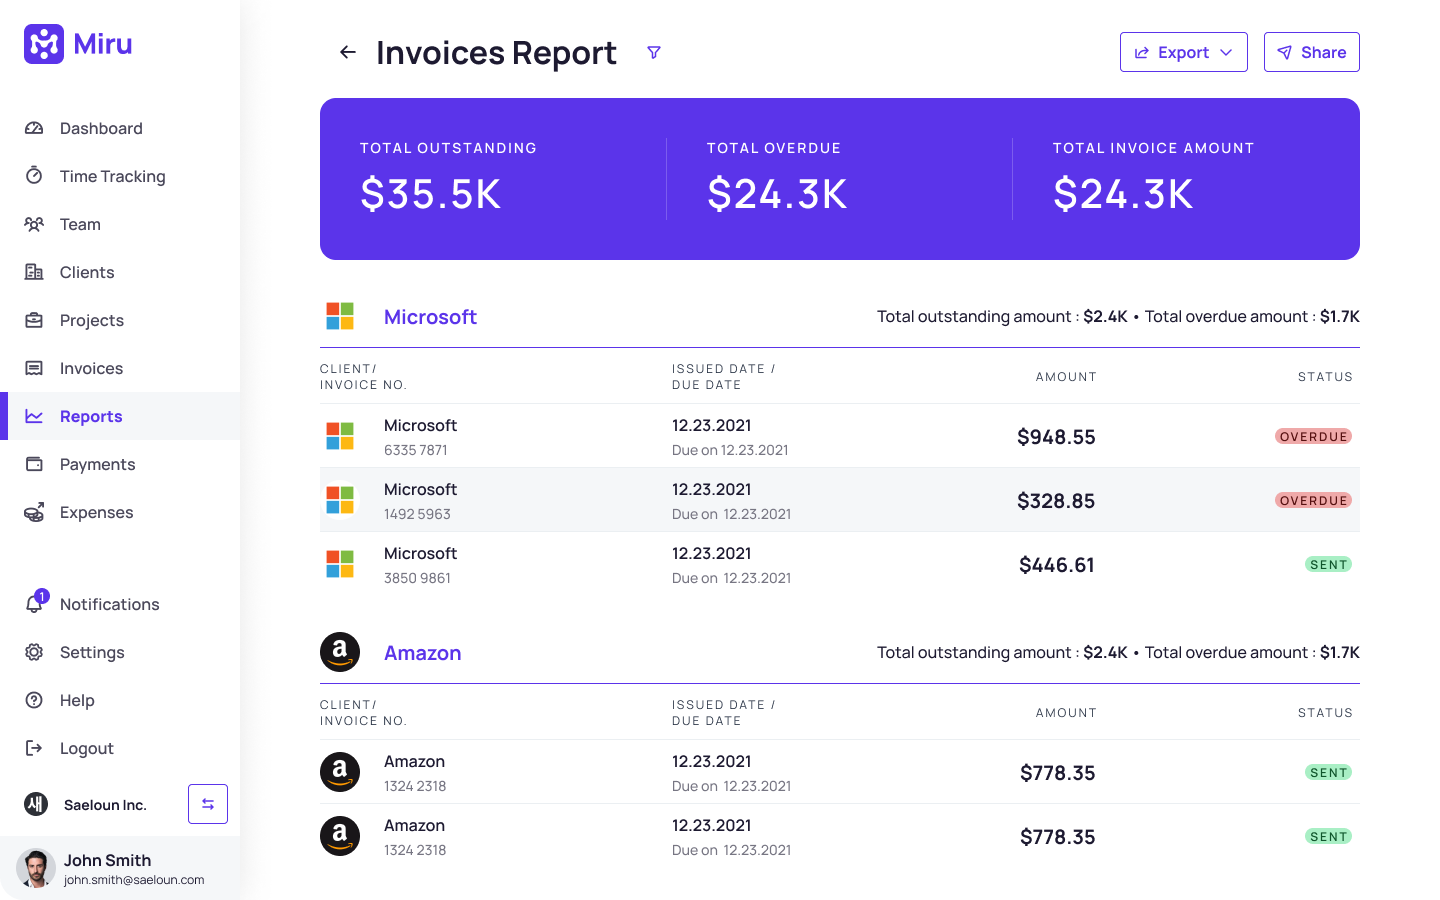 Miru
Dashboard
Time Tracking
Team
Clients
Projects
Invoices
Reports
Payments
Expenses
1
Notifications
Settings
Help
Logout
새
Saeloun Inc.
John Smith
john.smith@saeloun.com
Invoices Report
Export
Share
TOTAL OUTSTANDING
$35.5K
TOTAL OVERDUE
$24.3K
TOTAL INVOICE AMOUNT
$24.3K
Microsoft
Total outstanding amount : $2.4K • Total overdue amount : $1.7K
CLIENT/
INVOICE NO.
ISSUED DATE /
DUE DATE
AMOUNT
STATUS
Microsoft
6335 7871
12.23.2021
Due on 12.23.2021
$948.55
OVERDUE
Microsoft
1492 5963
12.23.2021
Due on 12.23.2021
$328.85
OVERDUE
Microsoft
3850 9861
12.23.2021
Due on 12.23.2021
$446.61
SENT
a
Amazon
Total outstanding amount : $2.4K • Total overdue amount : $1.7K
CLIENT/
INVOICE NO.
ISSUED DATE /
DUE DATE
AMOUNT
STATUS
a
Amazon
1324 2318
12.23.2021
Due on 12.23.2021
$778.35
SENT
a
Amazon
1324 2318
12.23.2021
Due on 12.23.2021
$778.35
SENT